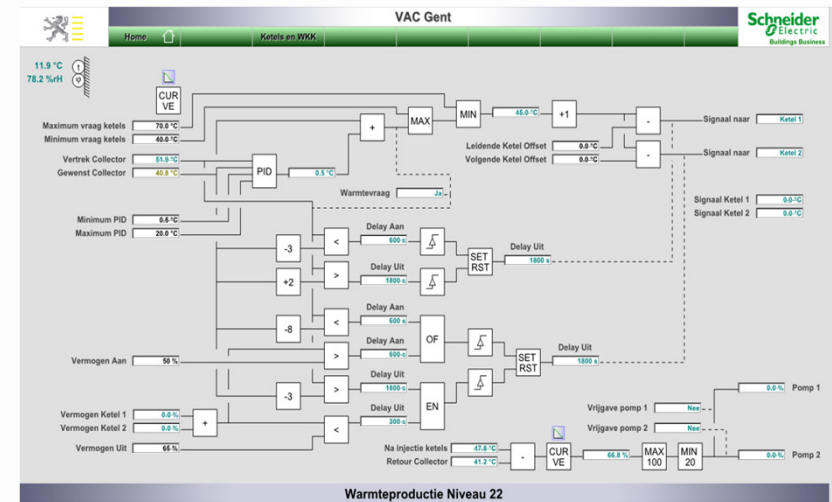 VAC Gent
Schneider
Electric
Buildings Business
Home
Ketels en WKK
11.9 °C
78.2 %rH
CUR
VE
Maximum vraag ketels 70.0 °C
Minimum vraag ketels 40.0 °C
MAX
MIN
45.0 °C
+1
-
Signaal naar Ketel 1
+
Leidende Ketel Offset 0.0 °C
Volgende Ketel Offset 0.0 °C
-
Signaal naar Ketel 2
Vertrek Collector 51.9 °C
Gewenst Collector 40.8 °C
PID
0.5 °C
Warmtevraag Ja
Signaal Ketel 1 0.0 °C
Signaal Ketel 2 0.0 °C
Minimum PID 0.5 °C
Maximum PID 20.0 °C
-3
<
Delay Aan
600 s
SET
RST
Delay Uit
1800 s
+2
>
Delay Uit
1800 s
-8
<
Delay Aan
600 s
OF
Vermogen Aan 50 %
>
Delay Aan
600 s
SET
RST
Delay Uit
1800 s
-3
>
Delay Uit
1800 s
EN
Vermogen Ketel 1 0.0 %
Vermogen Ketel 2 0.0 %
+
<
Delay Uit
200 s
Vermogen Uit 65 %
Vrijgave pomp 1 Nee
Vrijgave pomp 2 Nee
0.0 % Pomp 1
Na injectie ketels 47.8 °C
Retour Collector 41.2 °C
-
CUR
VE
66.8 %
MAX
100
MIN
20
0.0 % Pomp 2
Warmteproductie Niveau 22